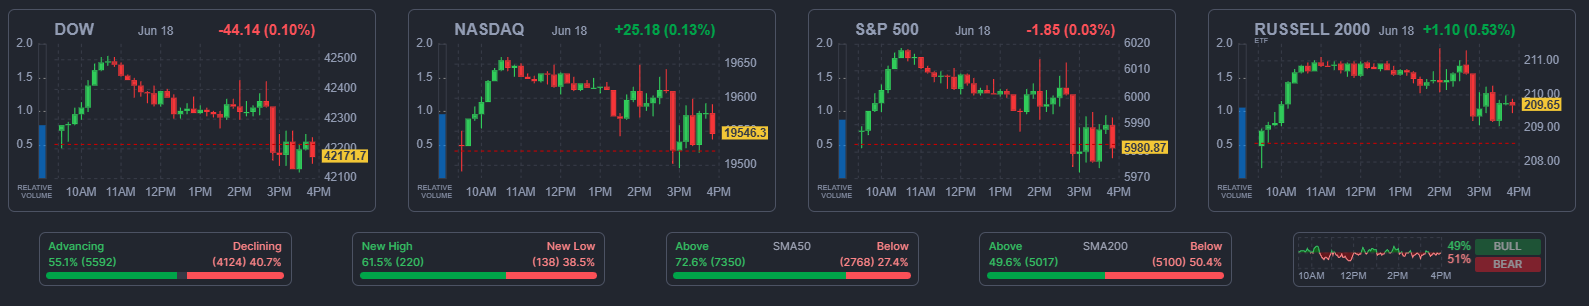 DOW Jun 18 -44.14 (0.10%)
2.0
1.5
1.0
0.5
42500
42400
42300
42200
42171.7
42100
RELATIVE
VOLUME
10AM 11AM 12PM 1PM 2PM 3PM 4PM
NASDAQ Jun 18 +25.18 (0.13%)
2.0
1.5
1.0
0.5
19650
19600
19546.3
19500
RELATIVE
VOLUME
10AM 11AM 12PM 1PM 2PM 3PM 4PM
S&P 500 Jun 18 -1.85 (0.03%)
2.0
1.5
1.0
0.5
6020
6010
6000
5990
5980.87
5970
RELATIVE
VOLUME
10AM 11AM 12PM 1PM 2PM 3PM 4PM
RUSSELL 2000 Jun 18 +1.10 (0.53%)
ETF
2.0
1.5
1.0
0.5
211.00
210.00
209.65
209.00
208.00
RELATIVE
VOLUME
10AM 11AM 12PM 1PM 2PM 3PM 4PM
Advancing Declining
55.1% (5592) (4124) 40.7%
New High New Low
61.5% (220) (138) 38.5%
Above SMA50 Below
72.6% (7350) (2768) 27.4%
Above SMA200 Below
49.6% (5017) (5100) 50.4%
49% BULL
51% BEAR
10AM 12PM 2PM 4PM